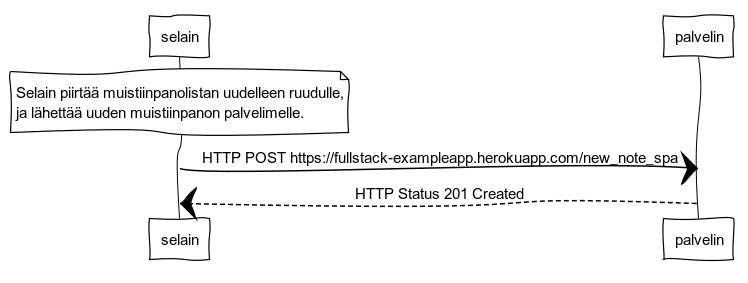 selain
palvelin
Selain piirtää muistiinpanolistan uudelleen ruudulle,
ja lähettää uuden muistiinpanon palvelimelle.
HTTP POST https://fullstack-exampleapp.herokuapp.com/new_note_spa
HTTP Status 201 Created
selain
palvelin